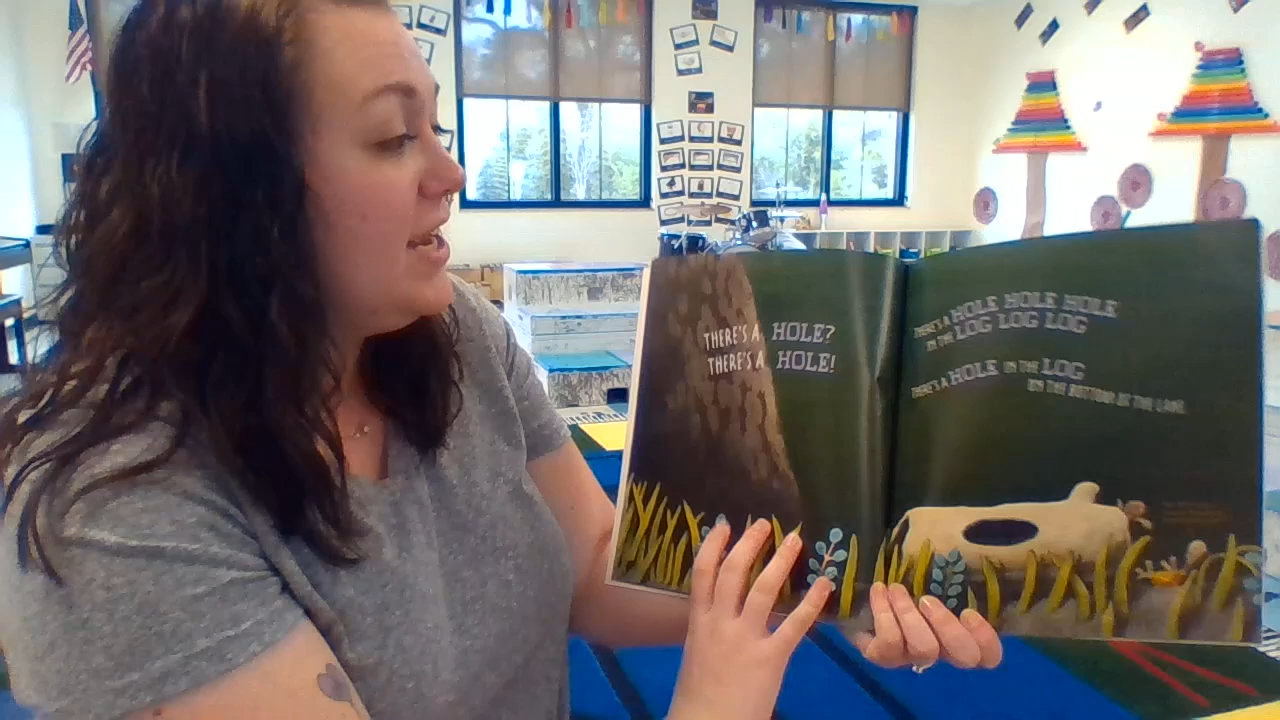 THERE'S A HOLE?
THERE'S A HOLE!
THERE'S A HOLE HOLE HOLE
IN THE LOG LOG LOG
THERE'S A HOLE IN THE LOG
ON THE BOTTOM OF THE LAKE.